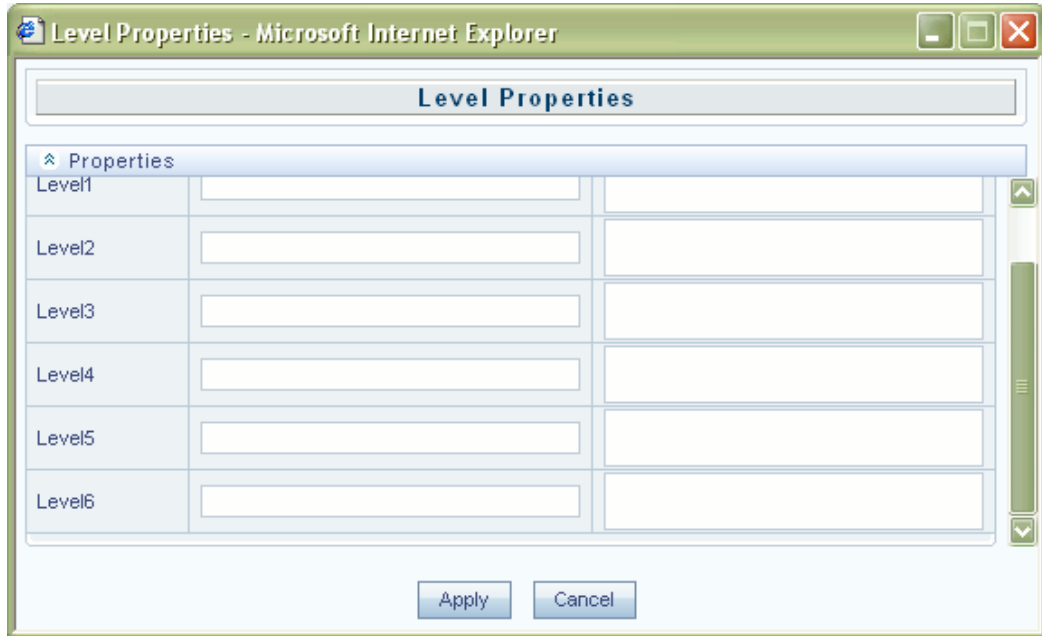 Level Properties - Microsoft Internet Explorer
Level Properties
Properties
Level1
Level2
Level3
Level4
Level5
Level6
Apply Cancel